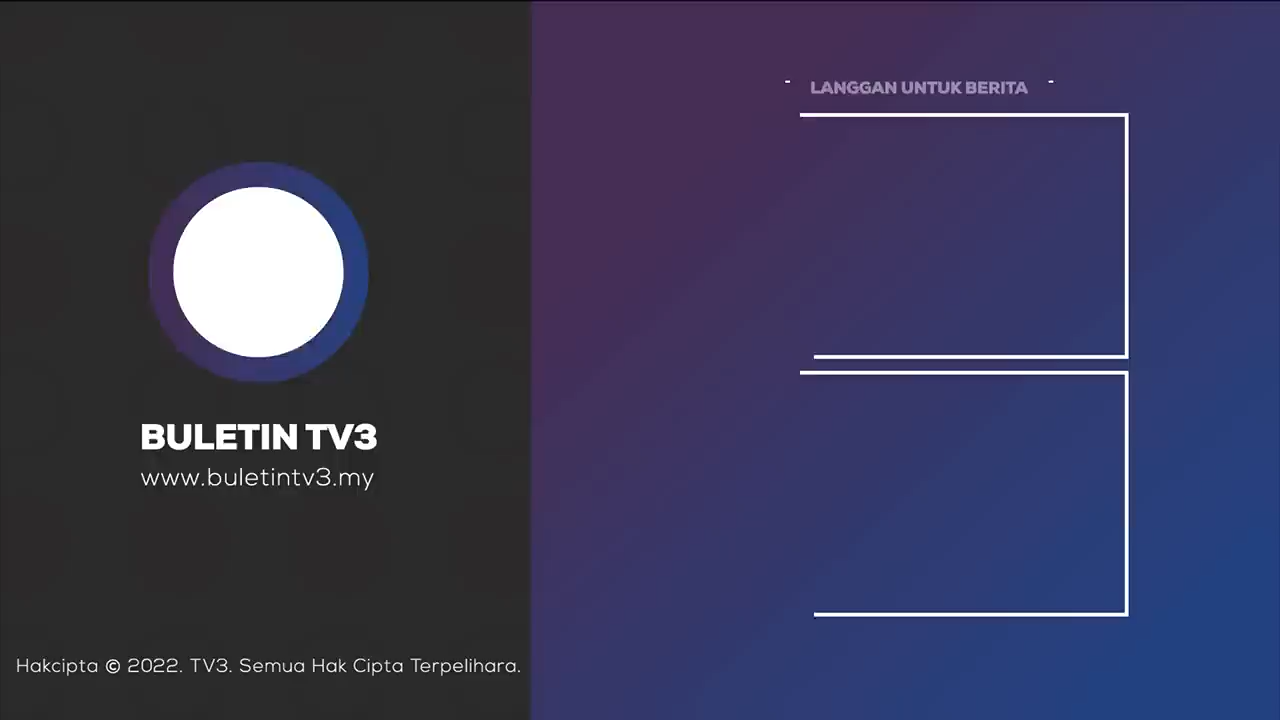 LANGGAN UNTUK BERITA
BULETIN TV3
www.buletintv3.my
Hakcipta © 2022. TV3. Semua Hak Cipta Terpelihara.